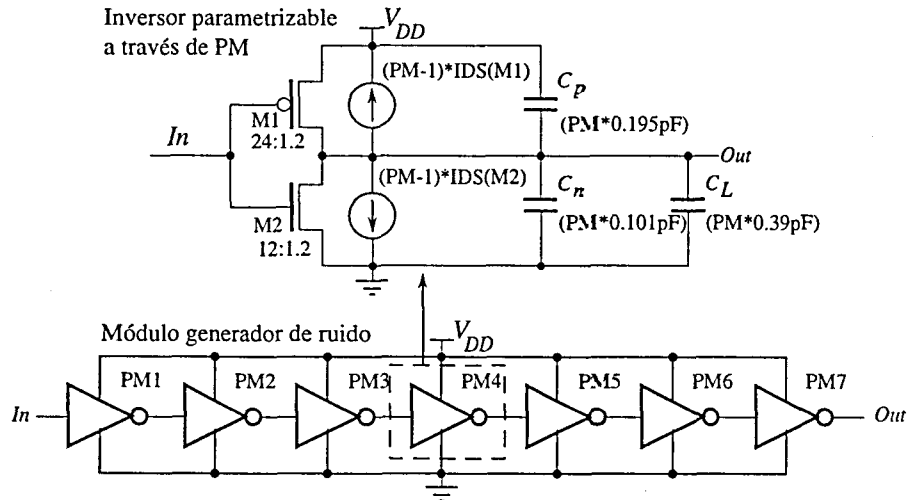 Inversor parametrizable
a través de PM
V_DD
(PM-1)*IDS(M1)
C_p
(PM*0.195pF)
M1
24:1.2
In
Out
(PM-1)*IDS(M2)
C_n
C_L
M2
12:1.2
(PM*0.101pF)
(PM*0.39pF)
Módulo generador de ruido
V_DD
PM1
PM2
PM3
PM4
PM5
PM6
PM7
In
Out